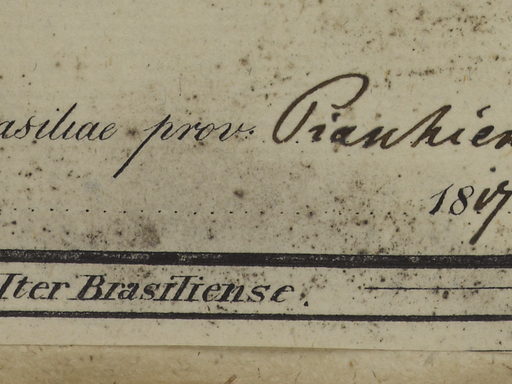 asiliae prov. Piauhien
1817
Iter Brasiliense.